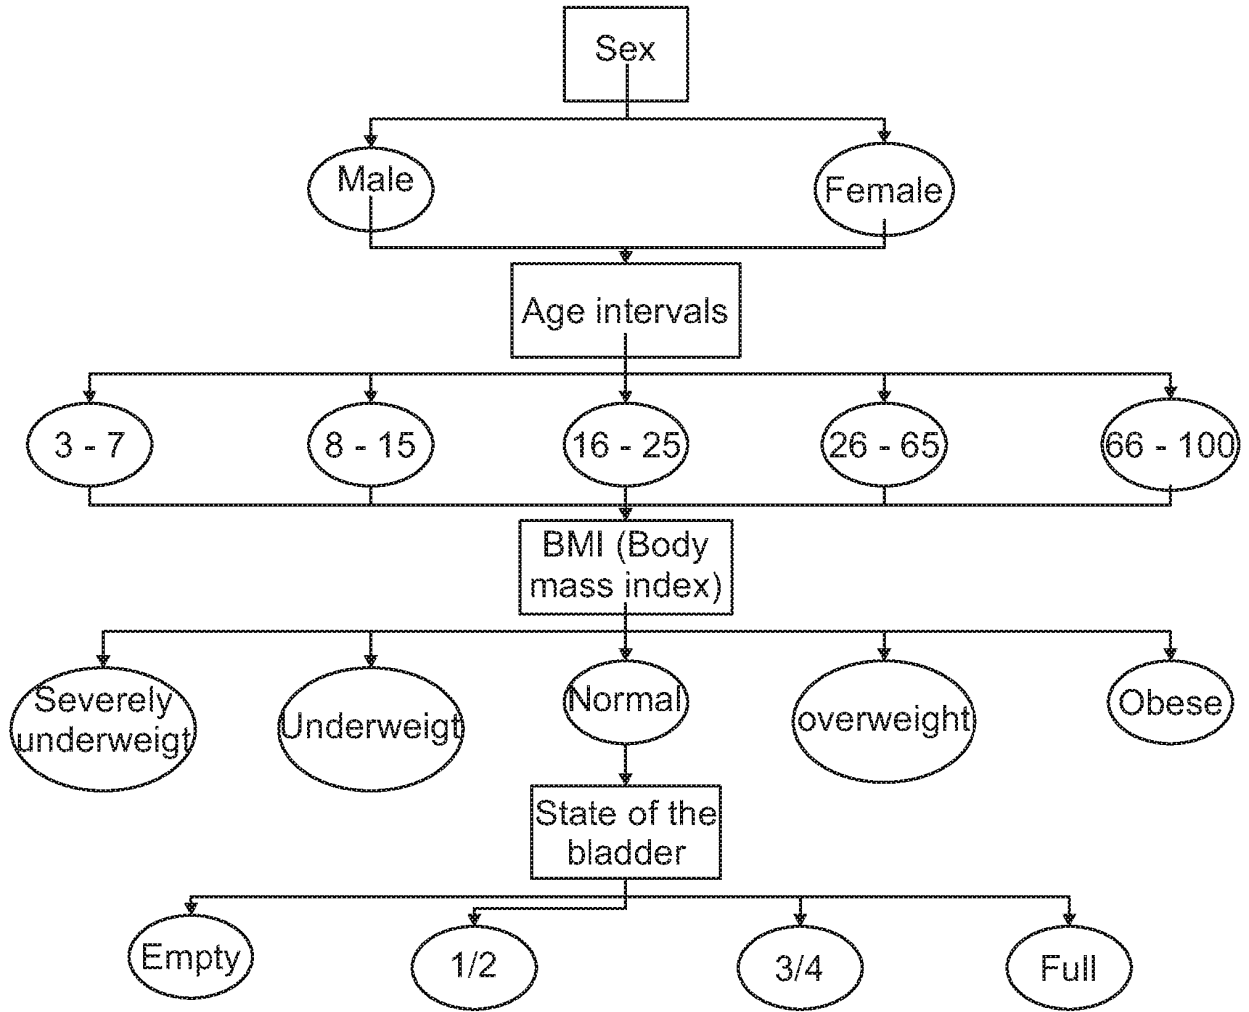 Sex
Male
Female
Age intervals
3 - 7
8 - 15
16 - 25
26 - 65
66 - 100
BMI (Body
mass index)
Severely
underweigt
Underweigt
Normal
overweight
Obese
State of the
bladder
Empty
1/2
3/4
Full